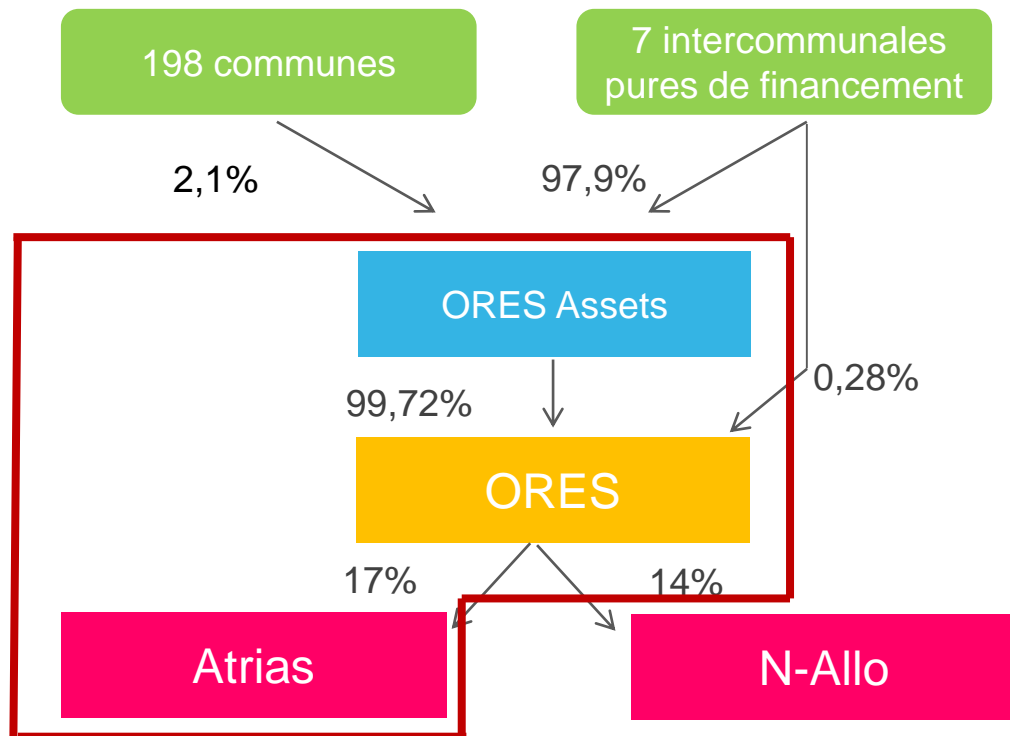 198 communes
7 intercommunales
pures de financement
2,1%
97,9%
ORES Assets
99,72%
0,28%
ORES
17%
14%
Atrias
N-Allo